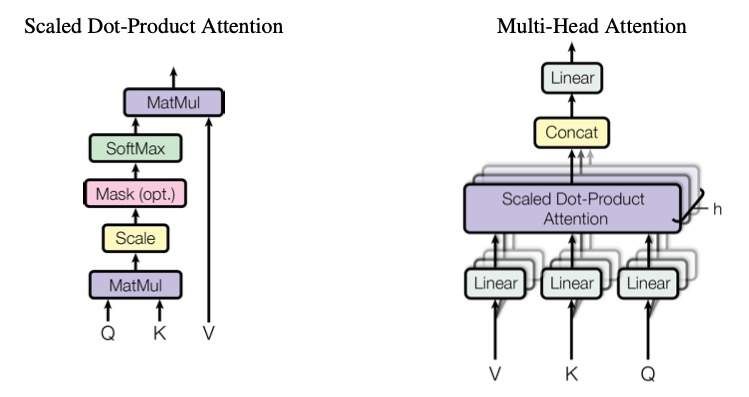 Scaled Dot-Product Attention
MatMul
SoftMax
Mask (opt.)
Scale
MatMul
Q K V
Multi-Head Attention
Linear
Concat
Scaled Dot-Product
Attention
h
Linear Linear Linear
V K Q